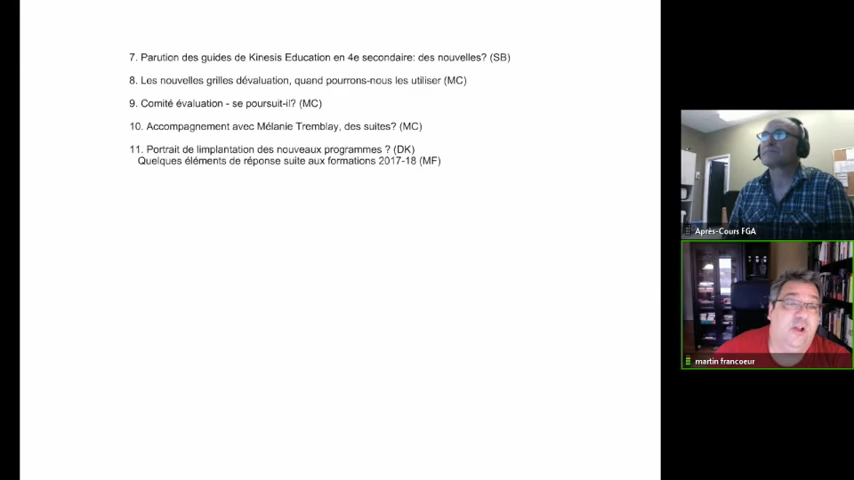 7. Parution des guides de Kinesis Education en 4e secondaire: des nouvelles? (SB)
8. Les nouvelles grilles dévaluation, quand pourrons-nous les utiliser (MC)
9. Comité évaluation - se poursuit-il? (MC)
10. Accompagnement avec Mélanie Tremblay, des suites? (MC)
11. Portrait de limplantation des nouveaux programmes ? (DK)
Quelques éléments de réponse suite aux formations 2017-18 (MF)
Après-Cours FGA
martin francoeur